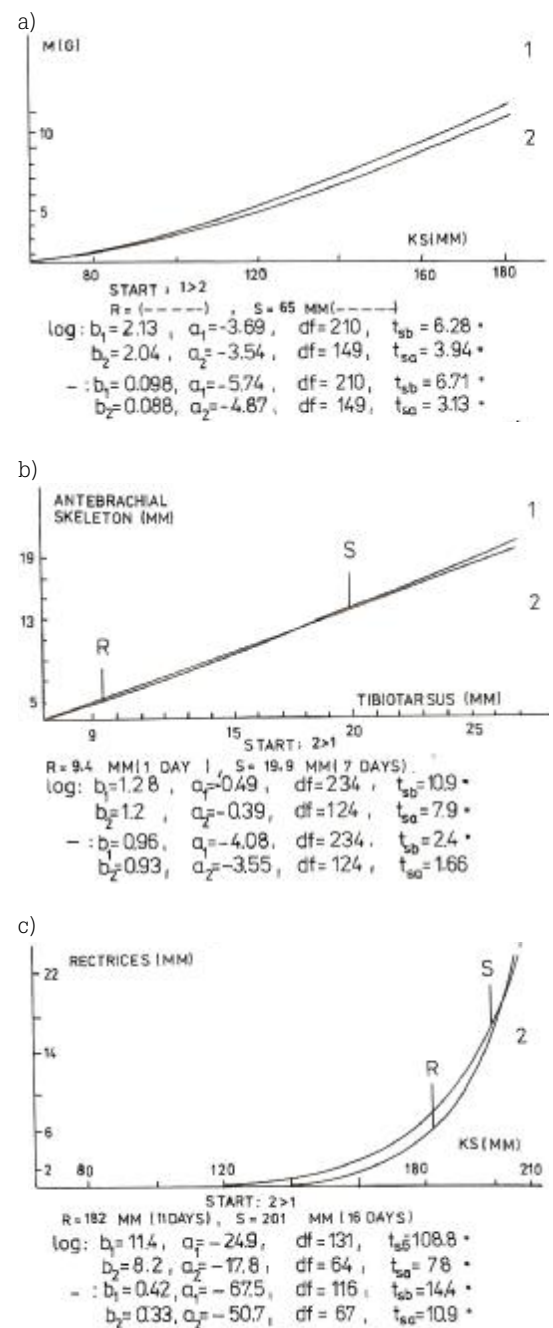 a)
M(G)
1
2
10
5
KS(MM)
80 120 160 180
START : 1>2
R = (-----) , S = 65 MM(-----)
log: b1=2.13 , a1=-3.69, df=210, tsb=6.28 *
b2=2.04, a2=-3.54, df=149, tsa=3.94 *
- : b1=0.098, a1=-5.74, df=210, tsb=6.71 *
b2=0.088, a2=-4.87, df=149, tsa=3.13 *
b)
ANTEBRACHIAL
SKELETON (MM)
1
S
19
2
13
R
5
TIBIOTARSUS (MM)
9 15 20 25
START: 2>1
R=9.4 MM(1 DAY ), S= 19.9 MM(7 DAYS)
log: b1=1.28 , a1=-0.49, df=234 , tsb=10.9 *
b2=1.2 , a2=-0.39, df=124 , tsa=7.9 *
- : b1=0.96, a1=-4.08, df=234, tsb=2.4 *
b2=0.93, a2=-3.55, df=124, tsa=1.66
c)
RECTRICES (MM)
22
S
2
14
R
6
KS(MM)
2
80 120 140 180 210
START: 2>1
R=182 MM (11DAYS), S=201 MM (16 DAYS)
log: b1=11.4, a1=-24.9, df=131, tsb=108.8 *
b2=8.2, a2=-17.8, df=64, tsa=78 *
- : b1=0.42, a1=-67.5, df=116, tsb=14.4 *
b2=0.33, a2=-50.7, df=67, tsa=10.9 *